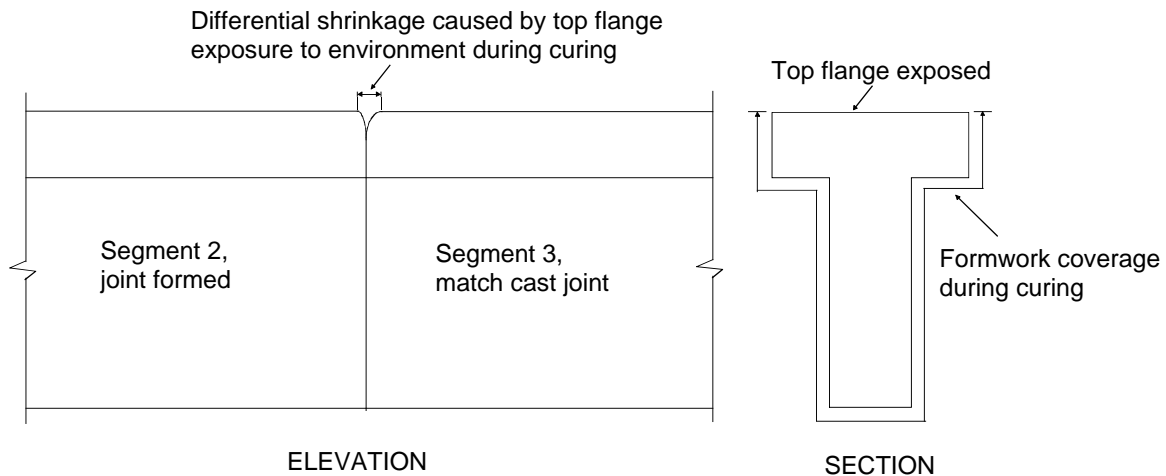 Differential shrinkage caused by top flange
exposure to environment during curing
Top flange exposed
Segment 2,
joint formed
Segment 3,
match cast joint
Formwork coverage
during curing
ELEVATION
SECTION